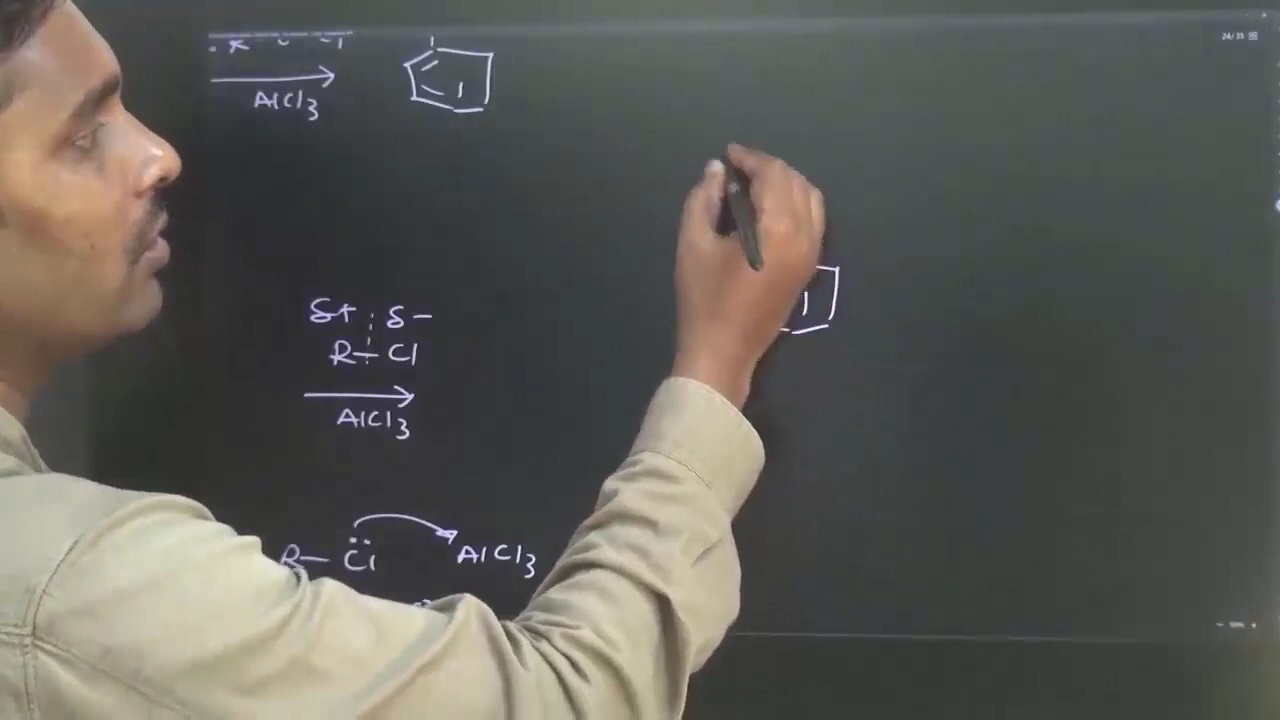 AlCl3
δ+ δ-
R-Cl
AlCl3
R-Cl: AlCl3